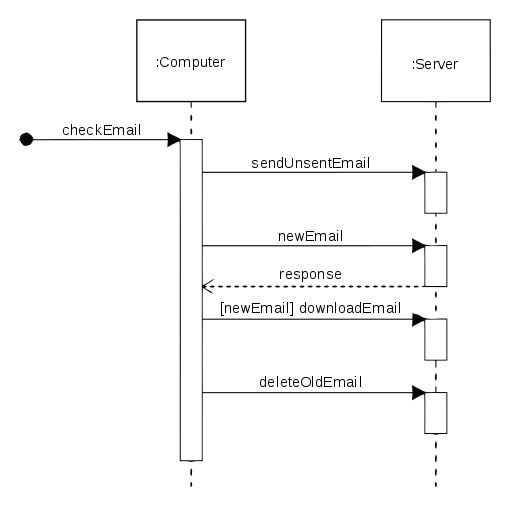 :Computer
:Server
checkEmail
sendUnsentEmail
newEmail
response
[newEmail] downloadEmail
deleteOldEmail